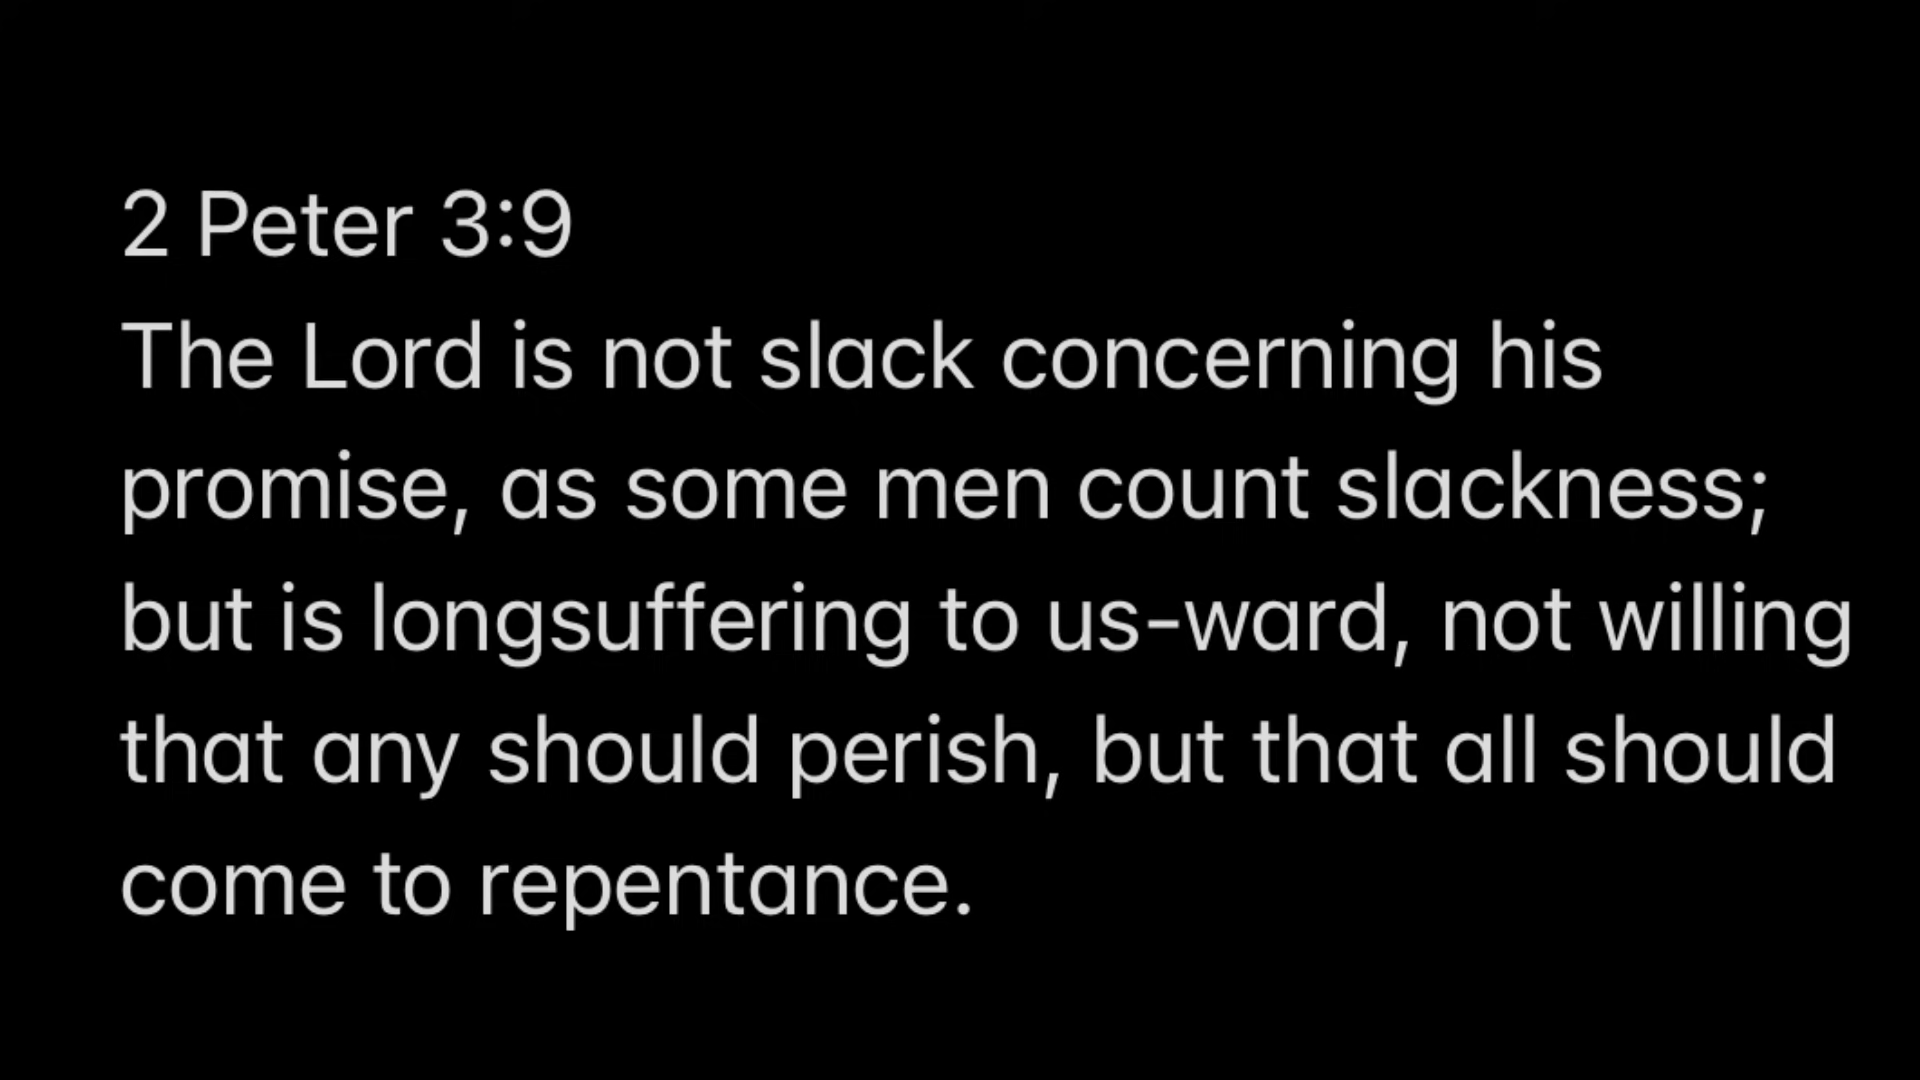 2 Peter 3:9
The Lord is not slack concerning his
promise, as some men count slackness;
but is longsuffering to us-ward, not willing
that any should perish, but that all should
come to repentance.